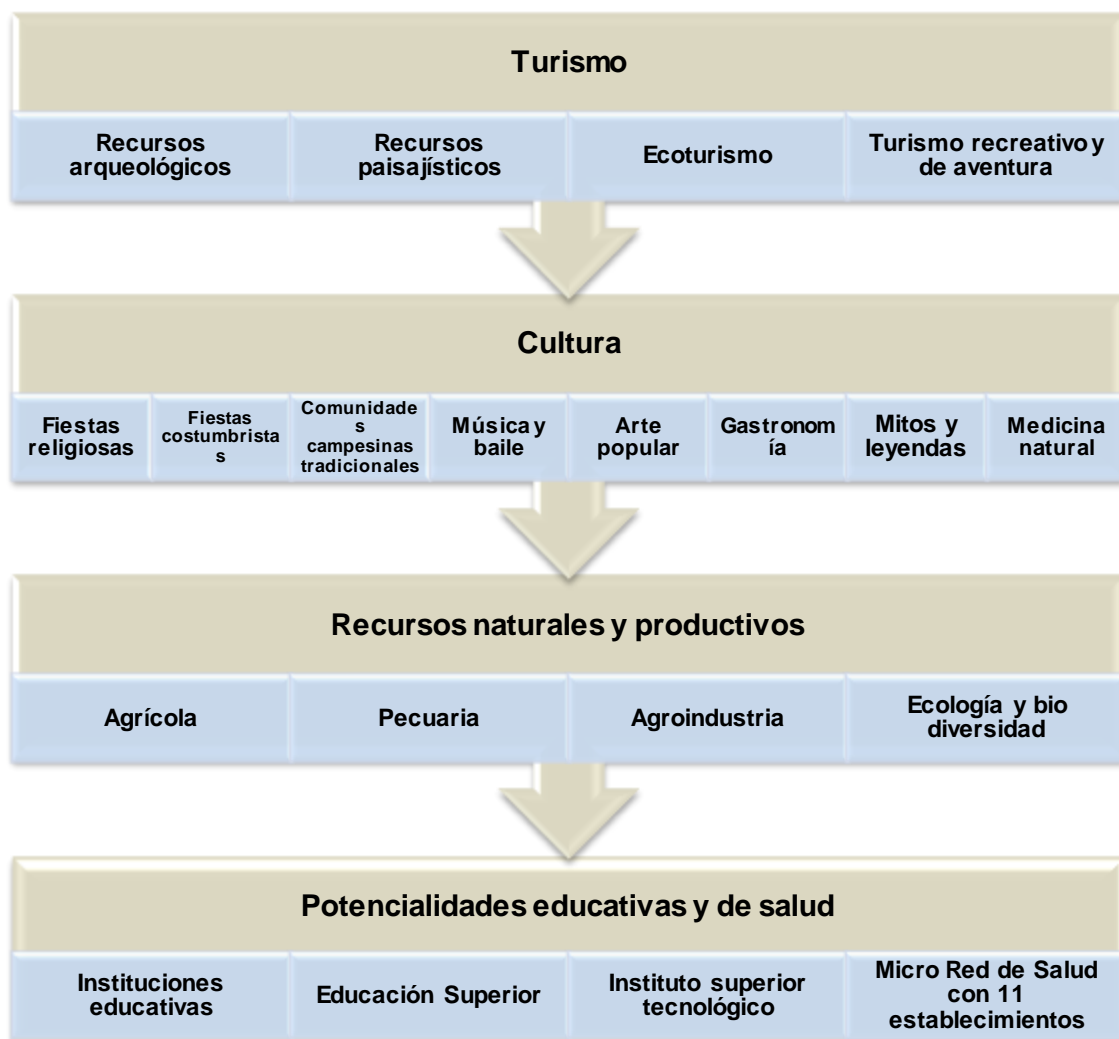 Turismo
Recursos
arqueológicos
Recursos
paisajísticos
Ecoturismo
Turismo recreativo y
de aventura
Cultura
Fiestas
religiosas
Fiestas
costumbrista
s
Comunidade
s
campesinas
tradicionales
Música y
baile
Arte
popular
Gastronom
ía
Mitos y
leyendas
Medicina
natural
Recursos naturales y productivos
Agrícola
Pecuaria
Agroindustria
Ecología y bio
diversidad
Potencialidades educativas y de salud
Instituciones
educativas
Educación Superior
Instituto superior
tecnológico
Micro Red de Salud
con 11
establecimientos